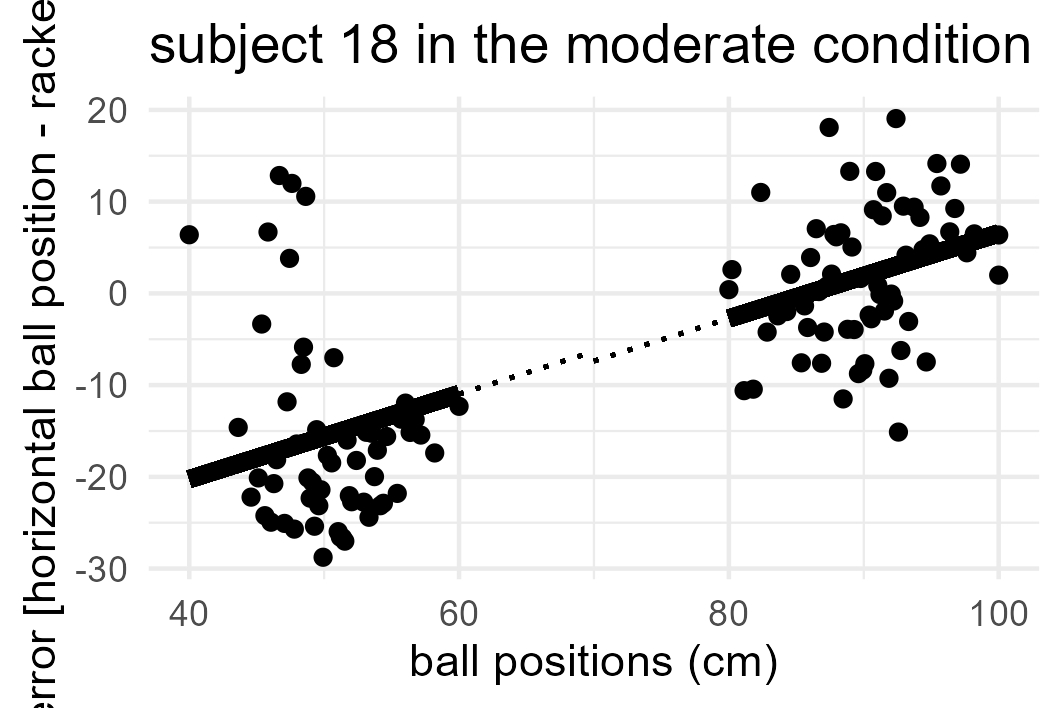 subject 18 in the moderate condition
error [horizontal ball position -
20
10
0
-10
-20
-30
40 60 80 100
ball positions (cm)